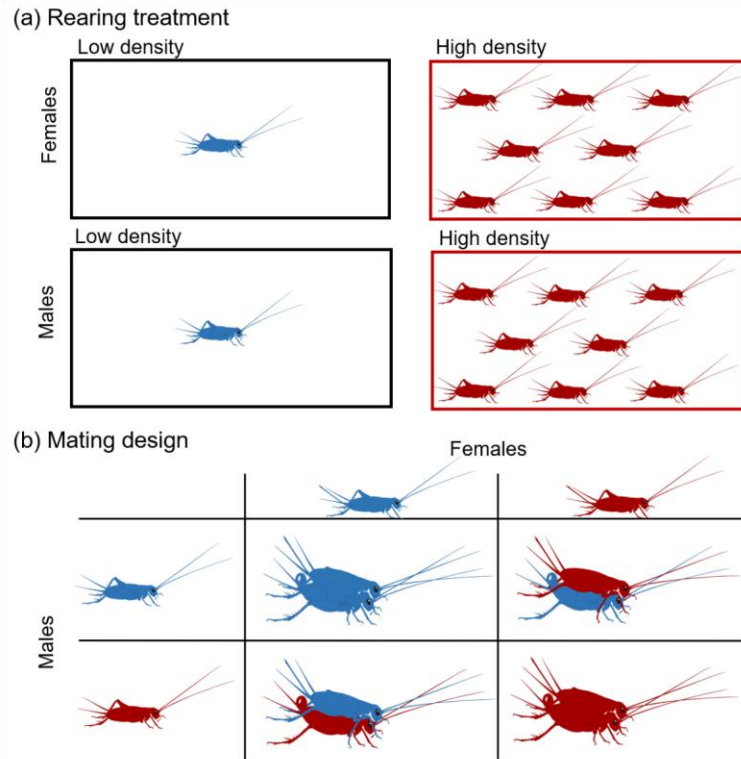 (a) Rearing treatment
Low density
High density
Females
Low density
High density
Males
(b) Mating design
Females
Males